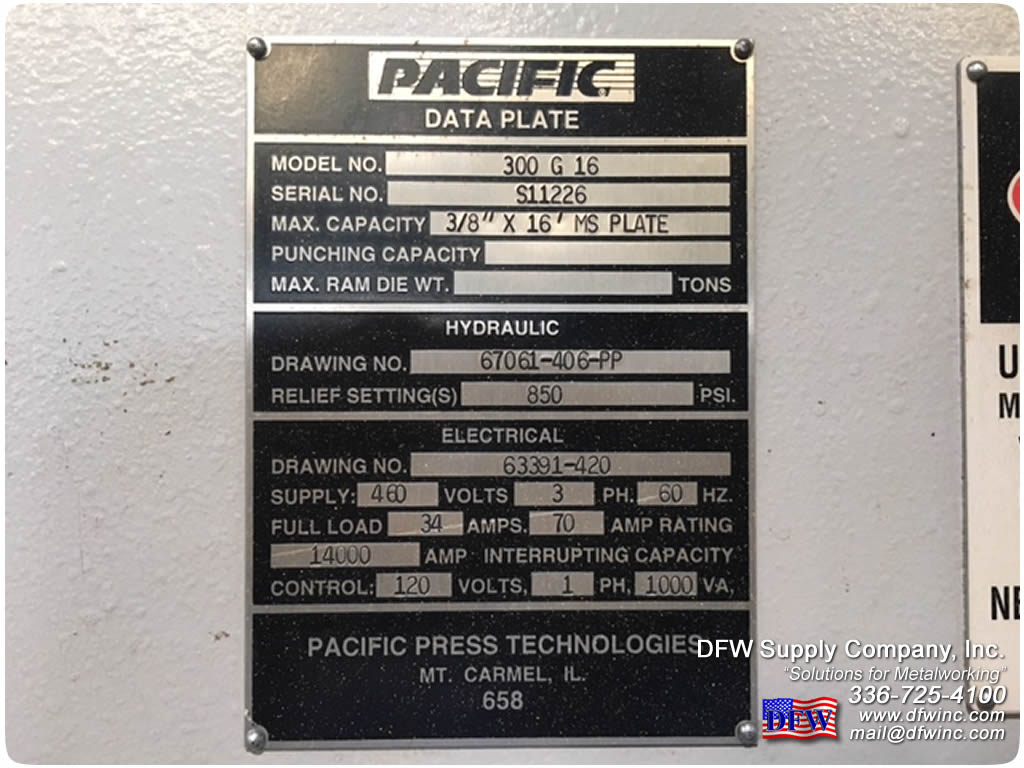 PACIFIC
DATA PLATE
MODEL NO. 300 G 16
SERIAL NO. S11226
MAX. CAPACITY 3/8" X 16' MS PLATE
PUNCHING CAPACITY
MAX. RAM DIE WT. TONS
HYDRAULIC
DRAWING NO. 67061-406-PP
RELIEF SETTING(S) 850 PSI.
ELECTRICAL
DRAWING NO. 63391-420
SUPPLY: 460 VOLTS 3 PH. 60 HZ.
FULL LOAD 34 AMPS. 70 AMP RATING
14000 AMP INTERRUPTING CAPACITY
CONTROL: 120 VOLTS, 1 PH, 1000 VA,
PACIFIC PRESS TECHNOLOGIES
MT. CARMEL, IL.
658
U
M
NE
DFW Supply Company, Inc.
"Solutions for Metalworking"
336-725-4100
DFW
www.dfwinc.com
mail@dfwinc.com